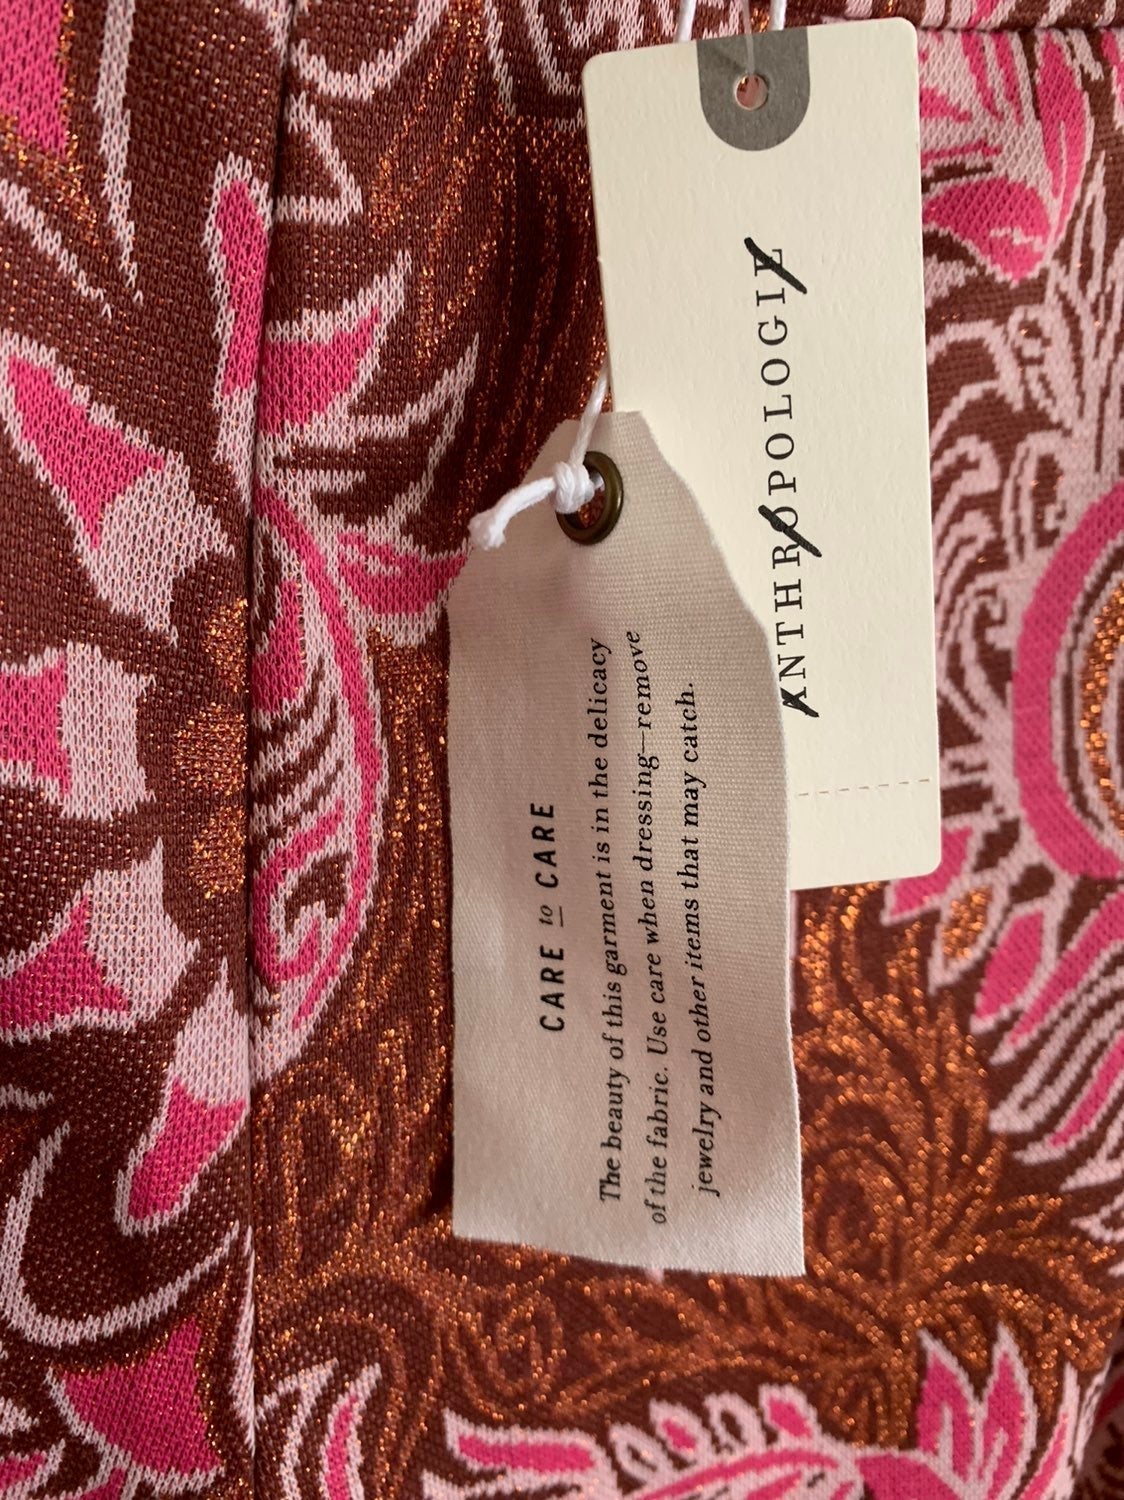 ANTHROPOLOGIE
CARE to CARE
The beauty of this garment is in the delicacy
of the fabric. Use care when dressing—remove
jewelry and other items that may catch.